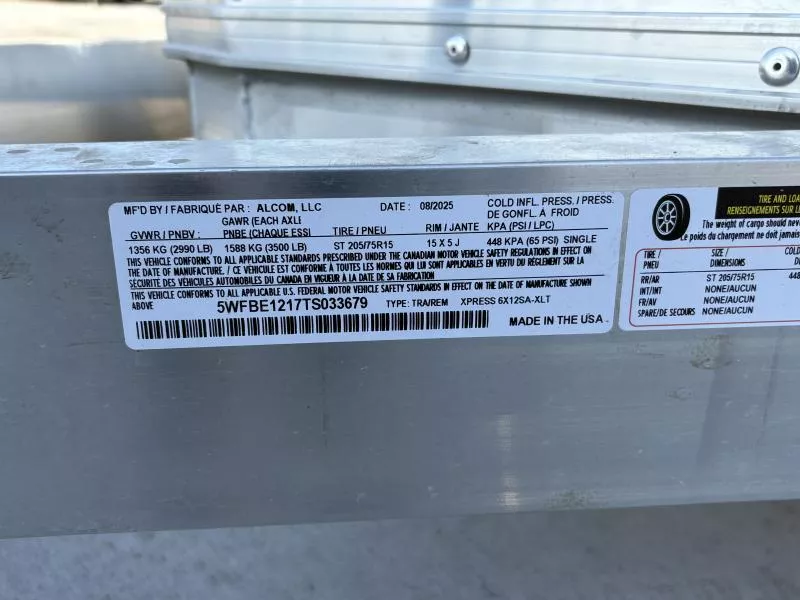 MF'D BY / FABRIQUÉ PAR : ALCOM, LLC DATE : 08/2025 COLD INFL. PRESS. / PRESS.
GAWR (EACH AXLE DE GONFL. À FROID
GVWR / PNBV : PNBE (CHAQUE ESSI TIRE / PNEU RIM / JANTE KPA (PSI / LPC)
1356 KG (2990 LB) 1588 KG (3500 LB) ST 205/75R15 15 X 5 J 448 KPA (65 PSI) SINGLE
THIS VEHICLE CONFORMS TO ALL APPLICABLE STANDARDS PRESCRIBED UNDER THE CANADIAN MOTOR VEHICLE SAFETY REGULATIONS IN EFFECT ON
THE DATE OF MANUFACTURE. / CE VÉHICULE EST CONFORME À TOUTES LES NORMES QUI LUI SONT APPLICABLES EN VERTU DU RÈGLEMENT SUR LA
SÉCURITÉ DES VÉHICULES AUTOMOBILES DU CANADA EN VIGUEUR À LA DATE DE SA FABRICATION.
THIS VEHICLE CONFORMS TO ALL APPLICABLE U.S. FEDERAL MOTOR VEHICLE SAFETY STANDARDS IN EFFECT ON THE DATE OF MANUFACTURE SHOWN
ABOVE 5WFBE1217TS033679 TYPE: TRA/REM XPRESS 6X12SA-XLT
MADE IN THE USA
TIRE AND LOA
RENSEIGNEMENTS SUR LE
The weight of cargo should neve
Le poids du chargement ne doit jamais
TIRE / SIZE / COLD
PNEU DIMENSIONS
RR/AR ST 205/75R15 448
INT/INT NONE/AUCUN
FR/AV NONE/AUCUN
SPARE/DE SECOURS NONE/AUCUN